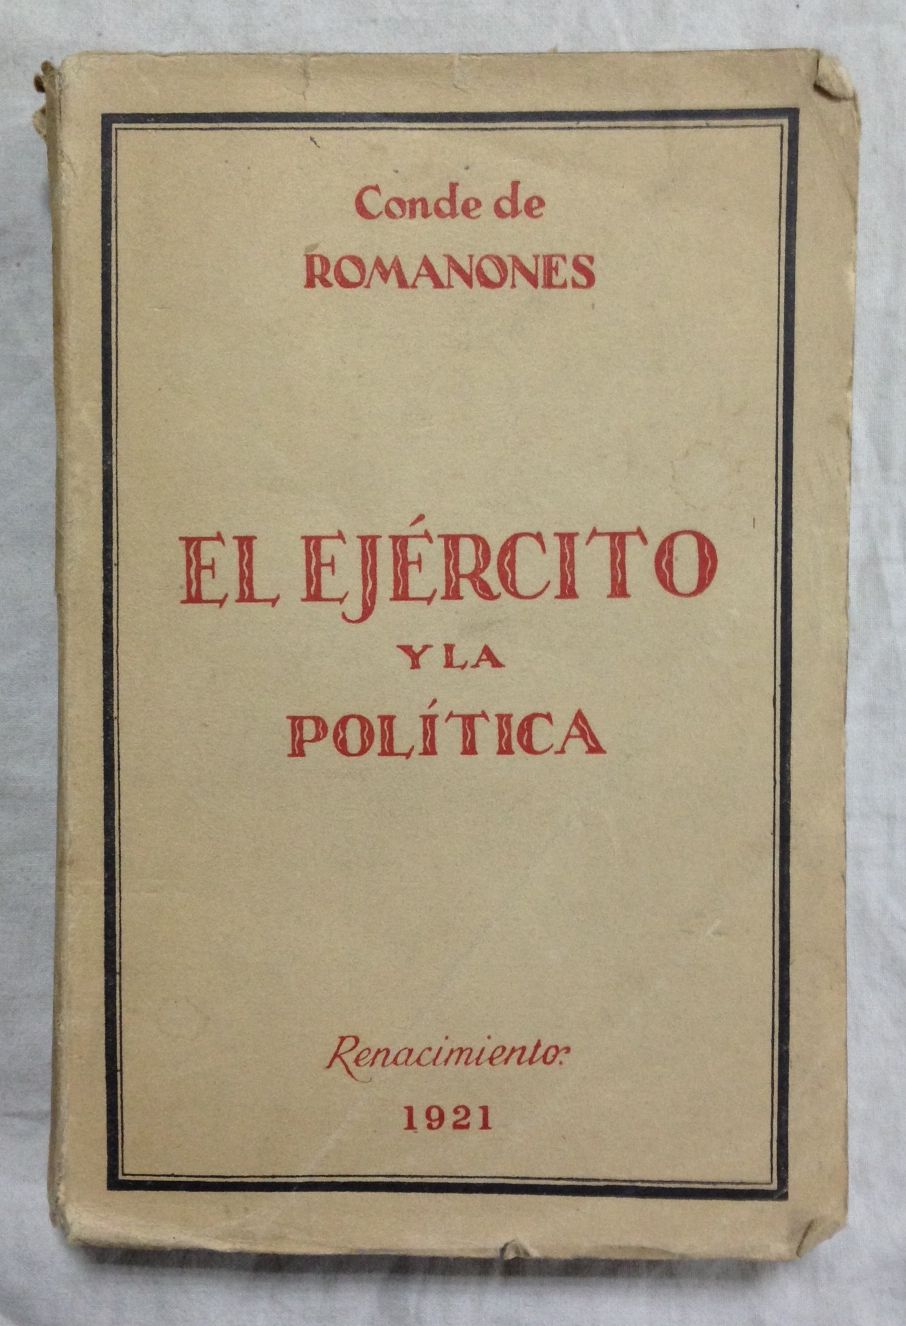 Conde de
ROMANONES
EL EJÉRCITO
Y LA
POLÍTICA
Renacimiento.
1921